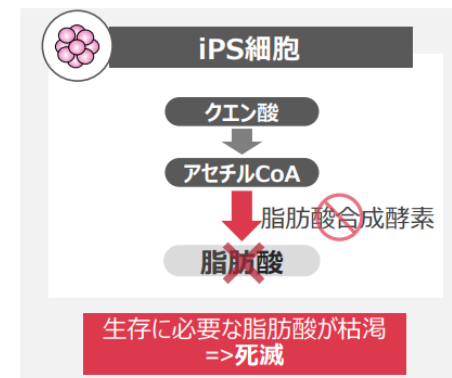 iPS細胞
クエン酸
アセチルCoA
脂肪酸合成酵素
脂肪酸
生存に必要な脂肪酸が枯渇
=>死滅